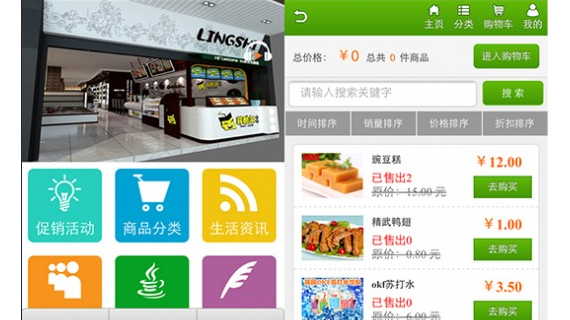 LINGSHI
促销活动
商品分类
生活资讯
主页 分类 购物车 我的
总价格： ￥0 总共 0 件商品
进入购物车
请输入搜索关键字
搜 索
时间排序 销量排序 价格排序 折扣排序
豌豆糕
已售出2
原价：15.00 元
￥12.00
去购买
精武鸭翅
已售出0
原价：0.80 元
￥1.00
去购买
okf苏打水
已售出0
原价：6.00 元
￥3.50
去购买